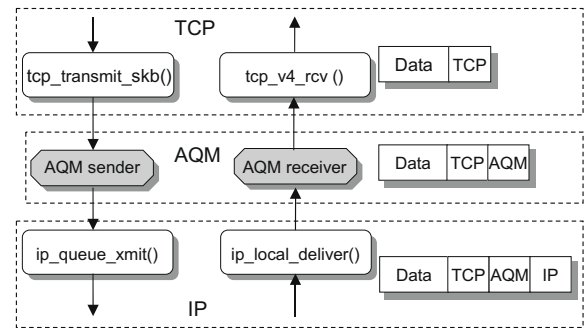 TCP
tcp_transmit_skb()
tcp_v4_rcv ()
Data TCP
AQM sender
AQM
AQM receiver
Data TCP AQM
ip_queue_xmit()
ip_local_deliver()
Data TCP AQM IP
IP